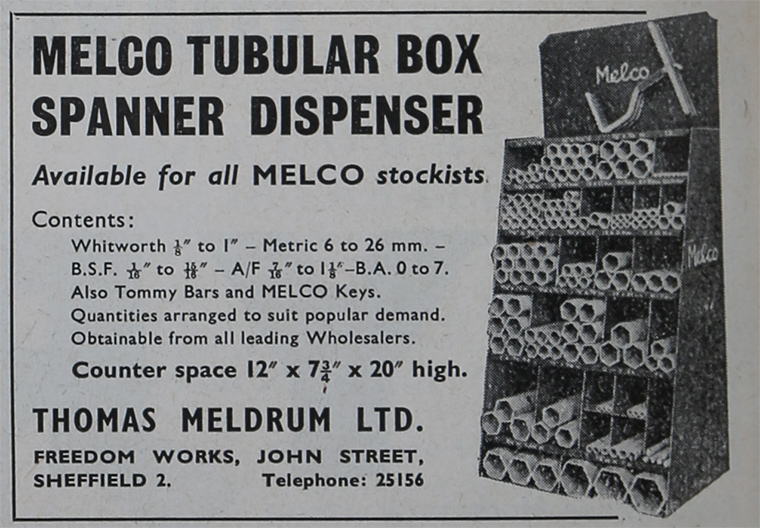 MELCO TUBULAR BOX
SPANNER DISPENSER
Available for all MELCO stockists.
Contents:
Whitworth ⅛″ to 1″ – Metric 6 to 26 mm. –
B.S.F. 1/16″ to 15/16″ – A/F 7/16″ to 1⅛″–B.A. 0 to 7.
Also Tommy Bars and MELCO Keys.
Quantities arranged to suit popular demand.
Obtainable from all leading Wholesalers.
Counter space 12″ x 7¾″ x 20″ high.
THOMAS MELDRUM LTD.
FREEDOM WORKS, JOHN STREET,
SHEFFIELD 2. Telephone: 25156
Melco
Melco